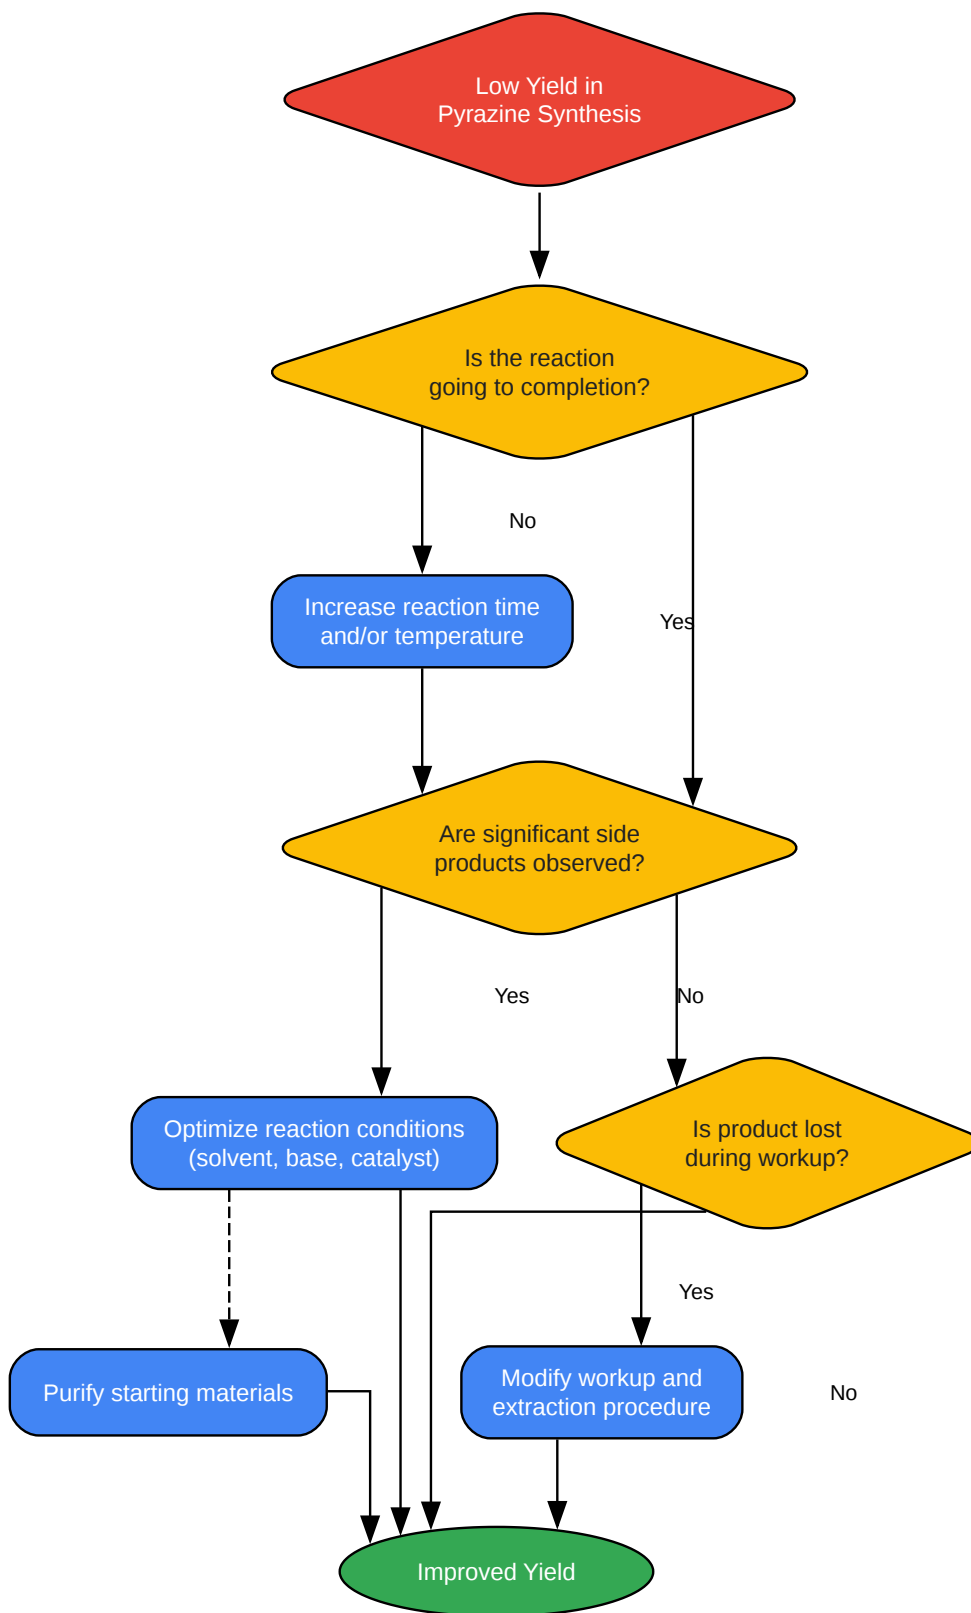 Low Yield in
Pyrazine Synthesis
Is the reaction
going to completion?
No
Increase reaction time
and/or temperature
Yes
Are significant side
products observed?
Yes
No
Optimize reaction conditions
(solvent, base, catalyst)
Is product lost
during workup?
Yes
Purify starting materials
Modify workup and
extraction procedure
No
Improved Yield